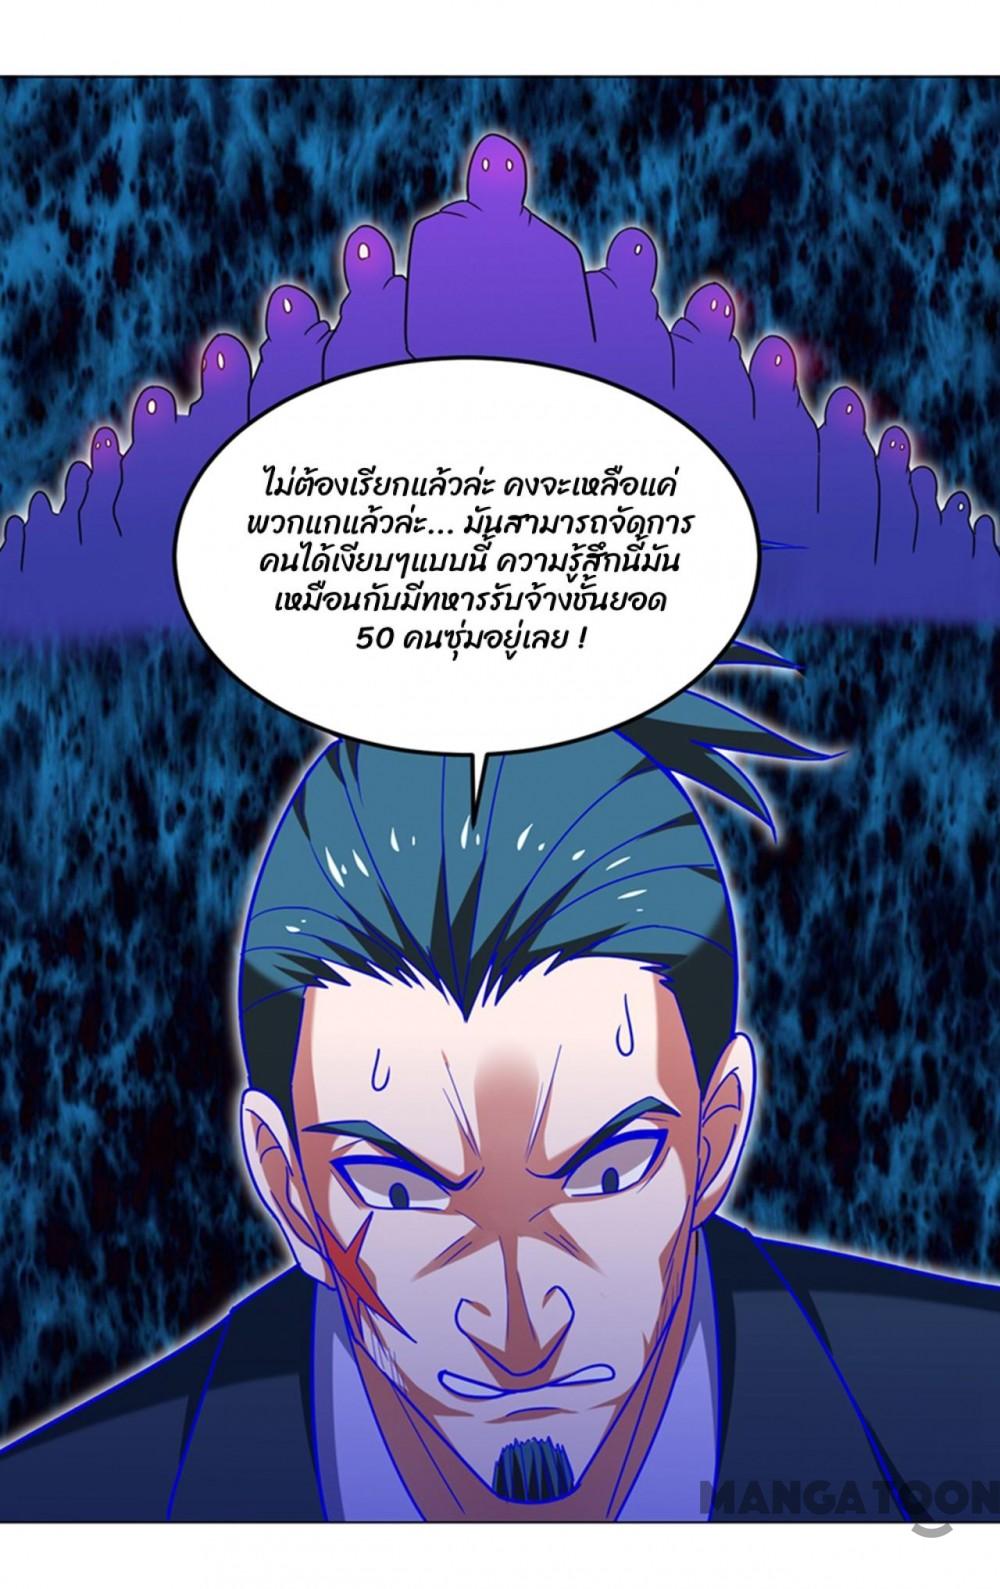 ไม่ต้องเรียกแล้วล่ะ คงจะเหลือแค่
พวกแกแล้วล่ะ... มันสามารถจัดการ
คนได้เงียบๆแบบนี้ ความรู้สึกนี้มัน
เหมือนกับมีทหารรับจ้างชั้นยอด
50 คนซุ่มอยู่เลย !
MANGATOON